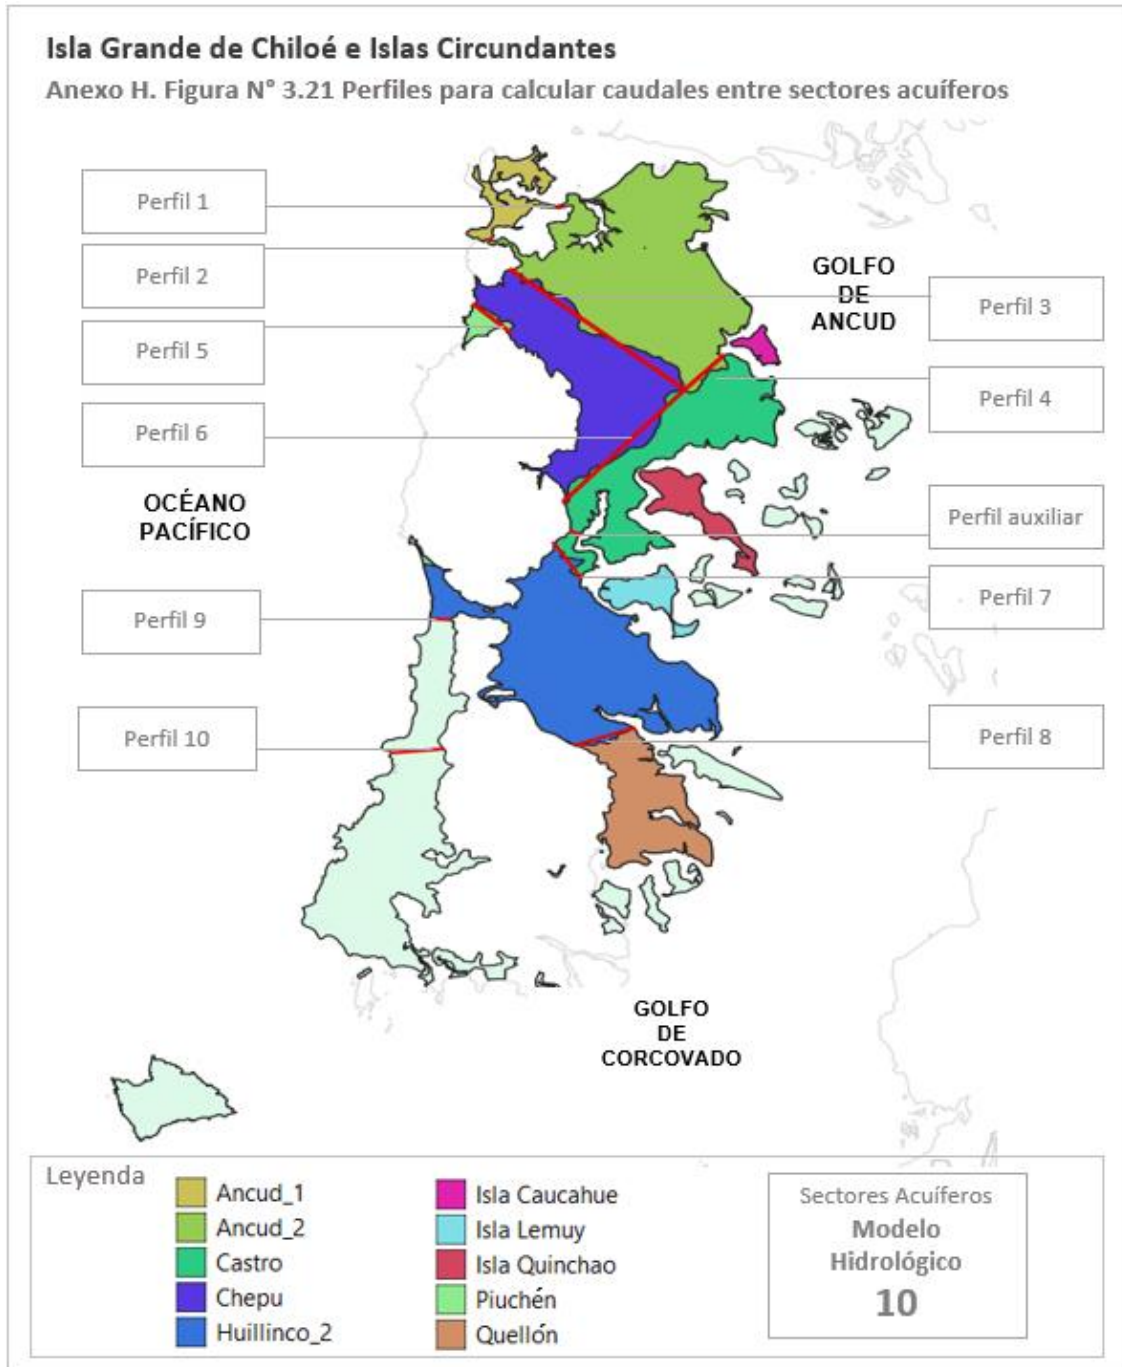 Isla Grande de Chiloé e Islas Circundantes
Anexo H. Figura N° 3.21 Perfiles para calcular caudales entre sectores acuíferos
Perfil 1
Perfil 2
Perfil 5
Perfil 6
OCÉANO
PACÍFICO
Perfil 9
Perfil 10
GOLFO
DE
ANCUD
Perfil 3
Perfil 4
Perfil auxiliar
Perfil 7
Perfil 8
GOLFO
DE
CORCOVADO
Leyenda
Ancud_1
Ancud_2
Castro
Chepu
Huillinco_2
Isla Caucahue
Isla Lemuy
Isla Quinchao
Piuchén
Quellón
Sectores Acuíferos
Modelo
Hidrológico
10